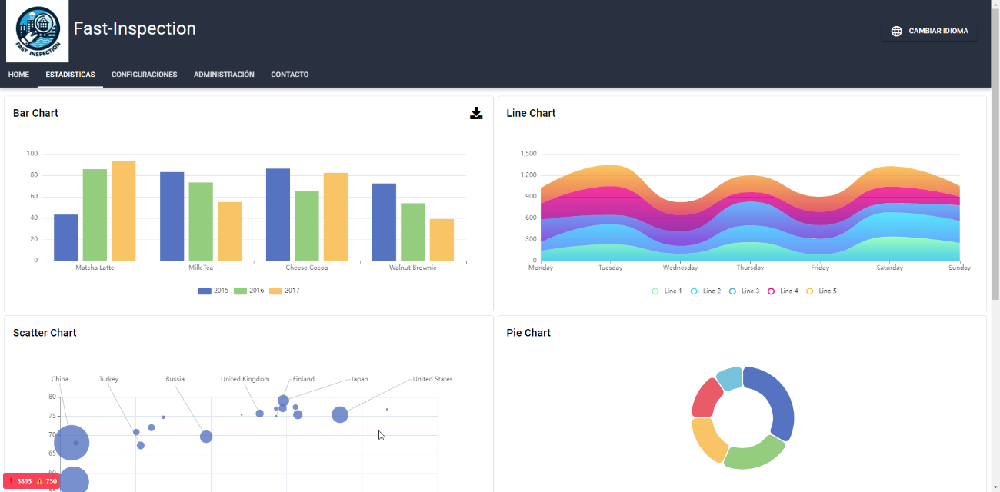 FAST INSPECTION
Fast-Inspection
CAMBIAR IDIOMA
HOME ESTADISTICAS CONFIGURACIONES ADMINISTRACIÓN CONTACTO
Bar Chart
100
80
60
40
20
0
Matcha Latte Milk Tea Cheese Cocoa Walnut Brownie
2015 2016 2017
Line Chart
1,500
1,200
900
600
300
0
Monday Tuesday Wednesday Thursday Friday Saturday Sunday
Line 1 Line 2 Line 3 Line 4 Line 5
Scatter Chart
China Turkey Russia United Kingdom Finland Japan United States
80
75
70
65
60
55
Pie Chart
! 5893 730